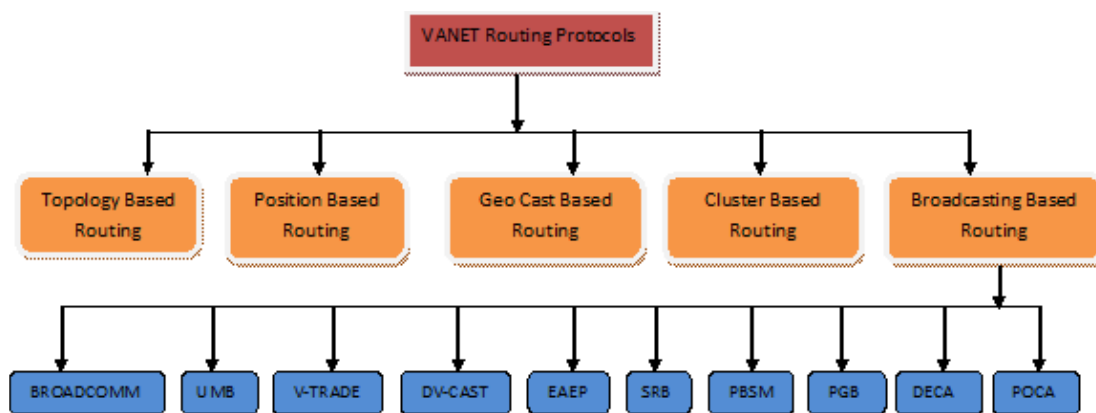 VANET Routing Protocols
Topology Based
Routing
Position Based
Routing
Geo Cast Based
Routing
Cluster Based
Routing
Broadcasting Based
Routing
BROADCOMM
UMB
V-TRADE
DV-CAST
EAEP
SRB
PBSM
PGB
DECA
POCA